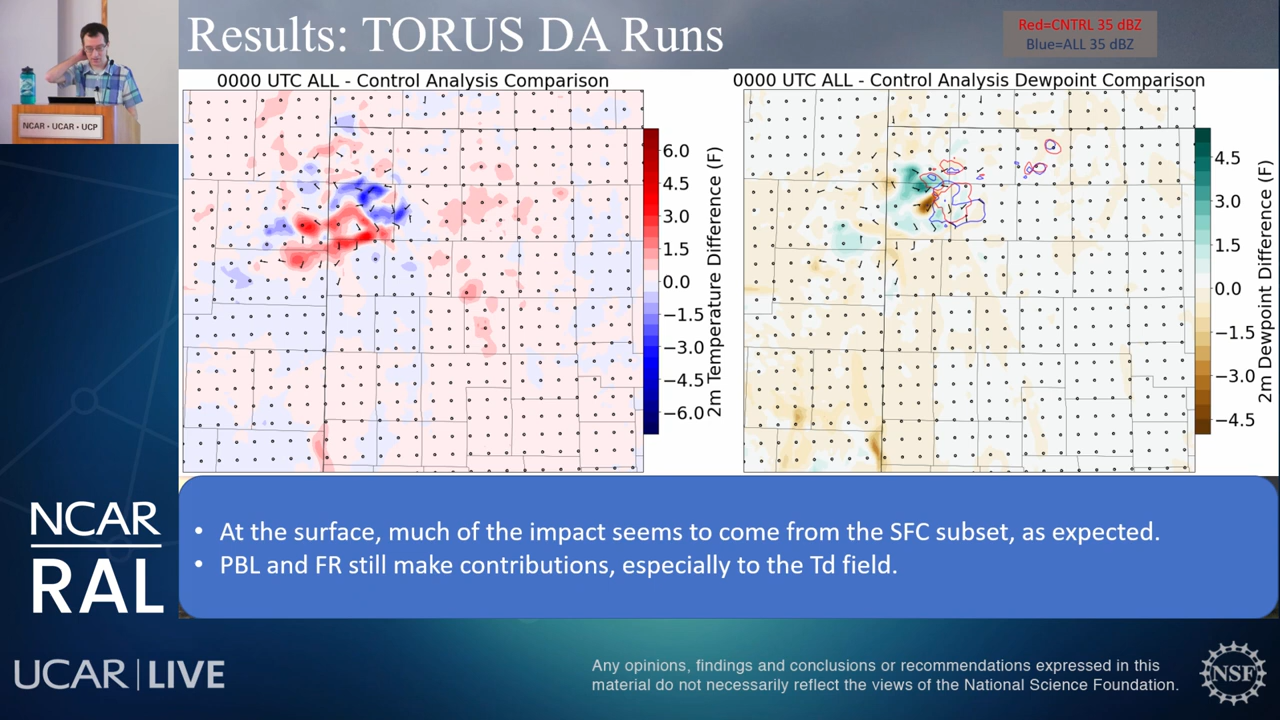 Results: TORUS DA Runs
Red=CNTRL 35 dBZ
Blue=ALL 35 dBZ
NCAR • UCAR • UCP
0000 UTC ALL - Control Analysis Comparison
6.0
4.5
3.0
1.5
0.0
−1.5
−3.0
−4.5
−6.0
2m Temperature Difference (F)
0000 UTC ALL - Control Analysis Dewpoint Comparison
4.5
3.0
1.5
0.0
−1.5
−3.0
−4.5
2m Dewpoint Difference (F)
• At the surface, much of the impact seems to come from the SFC subset, as expected.
• PBL and FR still make contributions, especially to the Td field.
NCAR
RAL
UCAR | LIVE
Any opinions, findings and conclusions or recommendations expressed in this
material do not necessarily reflect the views of the National Science Foundation.
NSF